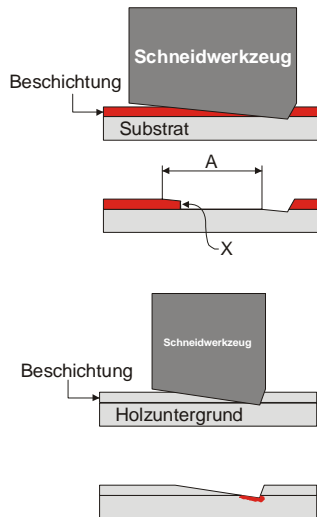 Schneidwerkzeug
Beschichtung
Substrat
A
X
Schneidwerkzeug
Beschichtung
Holzuntergrund